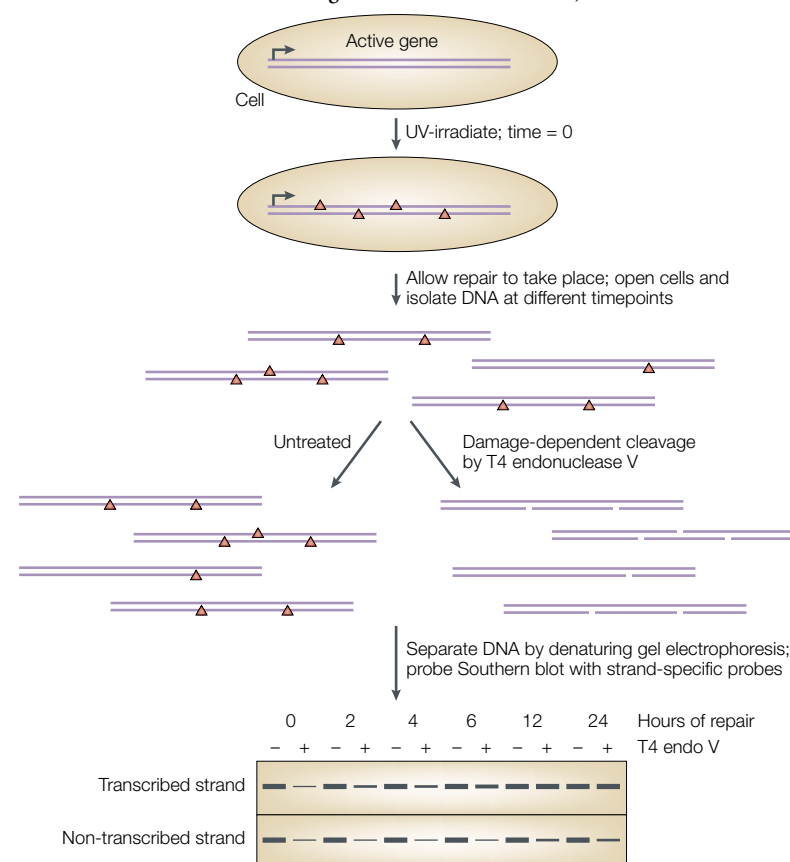 Active gene
Cell
UV-irradiate; time = 0
Allow repair to take place; open cells and
isolate DNA at different timepoints
Untreated
Damage-dependent cleavage
by T4 endonuclease V
Separate DNA by denaturing gel electrophoresis;
probe Southern blot with strand-specific probes
0 2 4 6 12 24 Hours of repair
– + – + – + – + – + – + T4 endo V
Transcribed strand
Non-transcribed strand